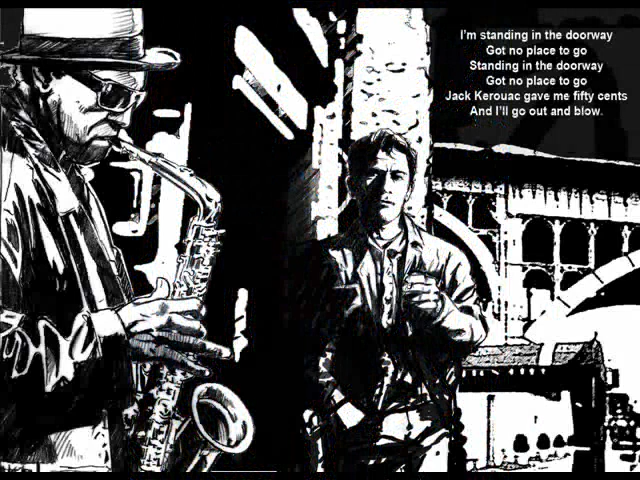 I'm standing in the doorway
Got no place to go
Standing in the doorway
Got no place to go
Jack Kerouac gave me fifty cents
And I'll go out and blow.